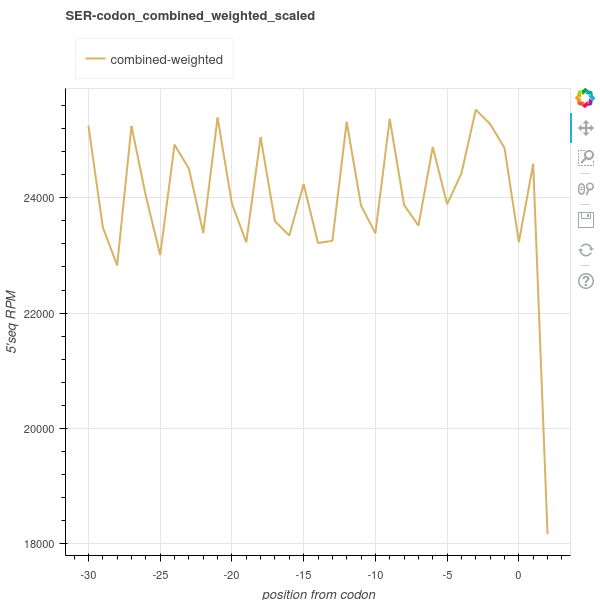 SER-codon_combined_weighted_scaled
combined-weighted
24000
22000
20000
18000
5'seq RPM
-30
-25
-20
-15
-10
-5
0
position from codon